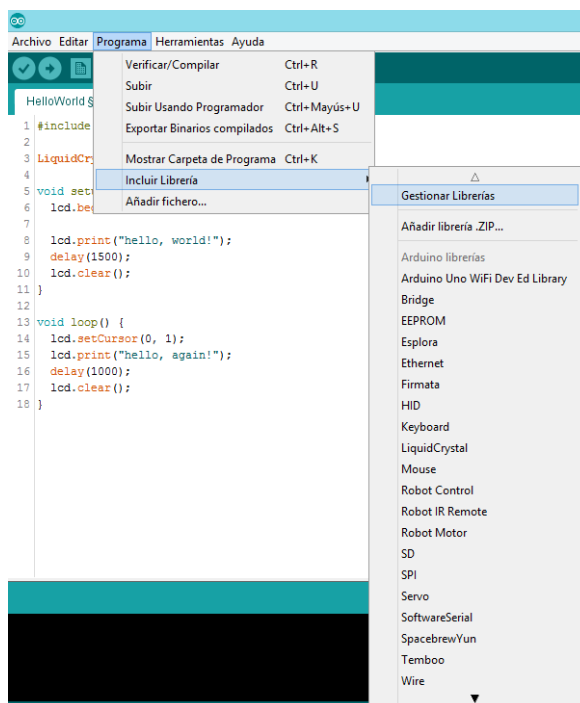 Archivo Editar Programa Herramientas Ayuda
Verificar/Compilar Ctrl+R
Subir Ctrl+U
Subir Usando Programador Ctrl+Mayús+U
Exportar Binarios compilados Ctrl+Alt+S
Mostrar Carpeta de Programa Ctrl+K
Incluir Librería
Añadir fichero...
Gestionar Librerías
Añadir librería .ZIP...
Arduino librerías
Arduino Uno WiFi Dev Ed Library
Bridge
EEPROM
Esplora
Ethernet
Firmata
HID
Keyboard
LiquidCrystal
Mouse
Robot Control
Robot IR Remote
Robot Motor
SD
SPI
Servo
SoftwareSerial
SpacebrewYun
Temboo
Wire
HelloWorld §
1 #include
2
3 LiquidCry
4
5 void set
6 lcd.be
7
8 lcd.print("hello, world!");
9 delay(1500);
10 lcd.clear();
11 }
12
13 void loop() {
14 lcd.setCursor(0, 1);
15 lcd.print("hello, again!");
16 delay(1000);
17 lcd.clear();
18 }